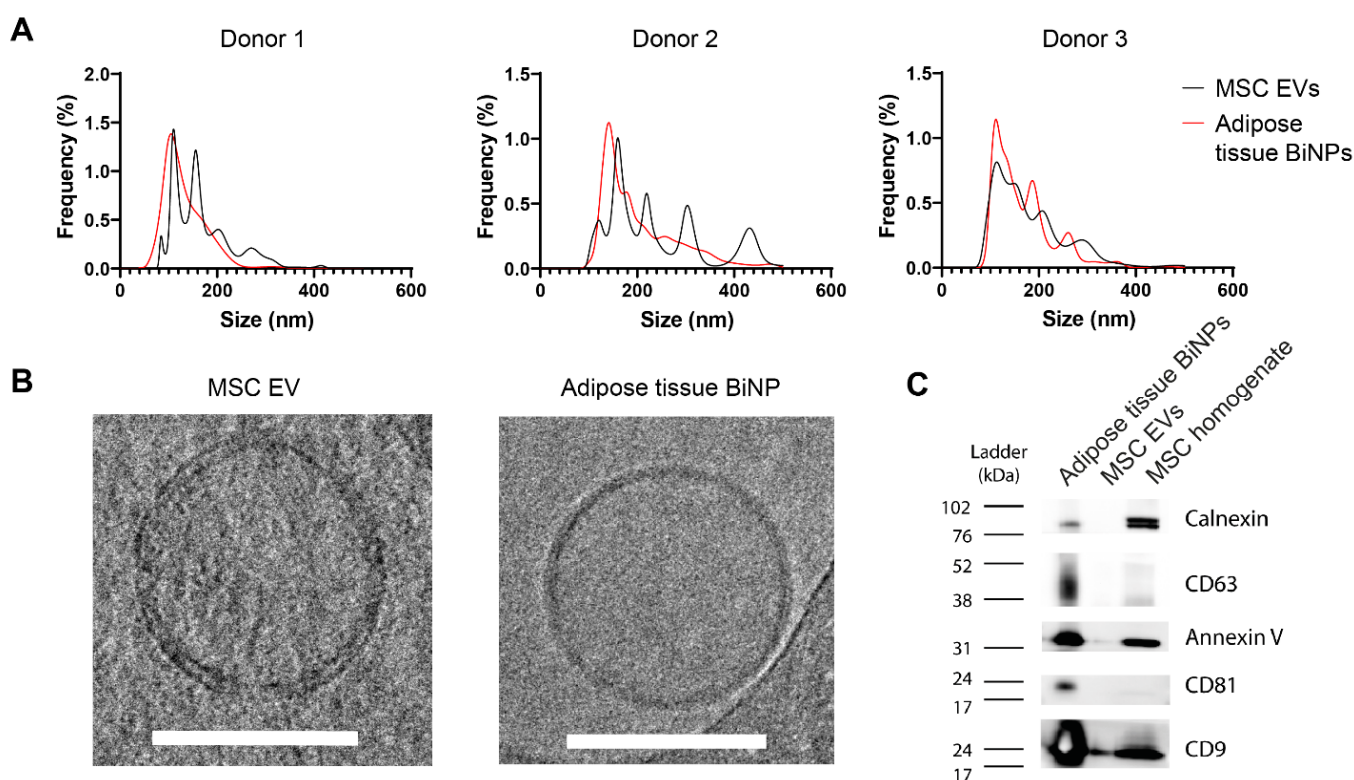 A
Donor 1
Donor 2
Donor 3
Frequency (%)
2.0
1.5
1.0
0.5
0.0
0 200 400 600
Size (nm)
Frequency (%)
1.5
1.0
0.5
0.0
0 200 400 600
Size (nm)
Frequency (%)
1.5
1.0
0.5
0.0
0 200 400 600
Size (nm)
MSC EVs
Adipose
tissue BiNPs
B
MSC EV
Adipose tissue BiNP
C
Ladder
(kDa)
Adipose tissue BiNPs
MSC EVs
MSC homogenate
102
76
Calnexin
52
38
CD63
31
Annexin V
24
17
CD81
24
17
CD9